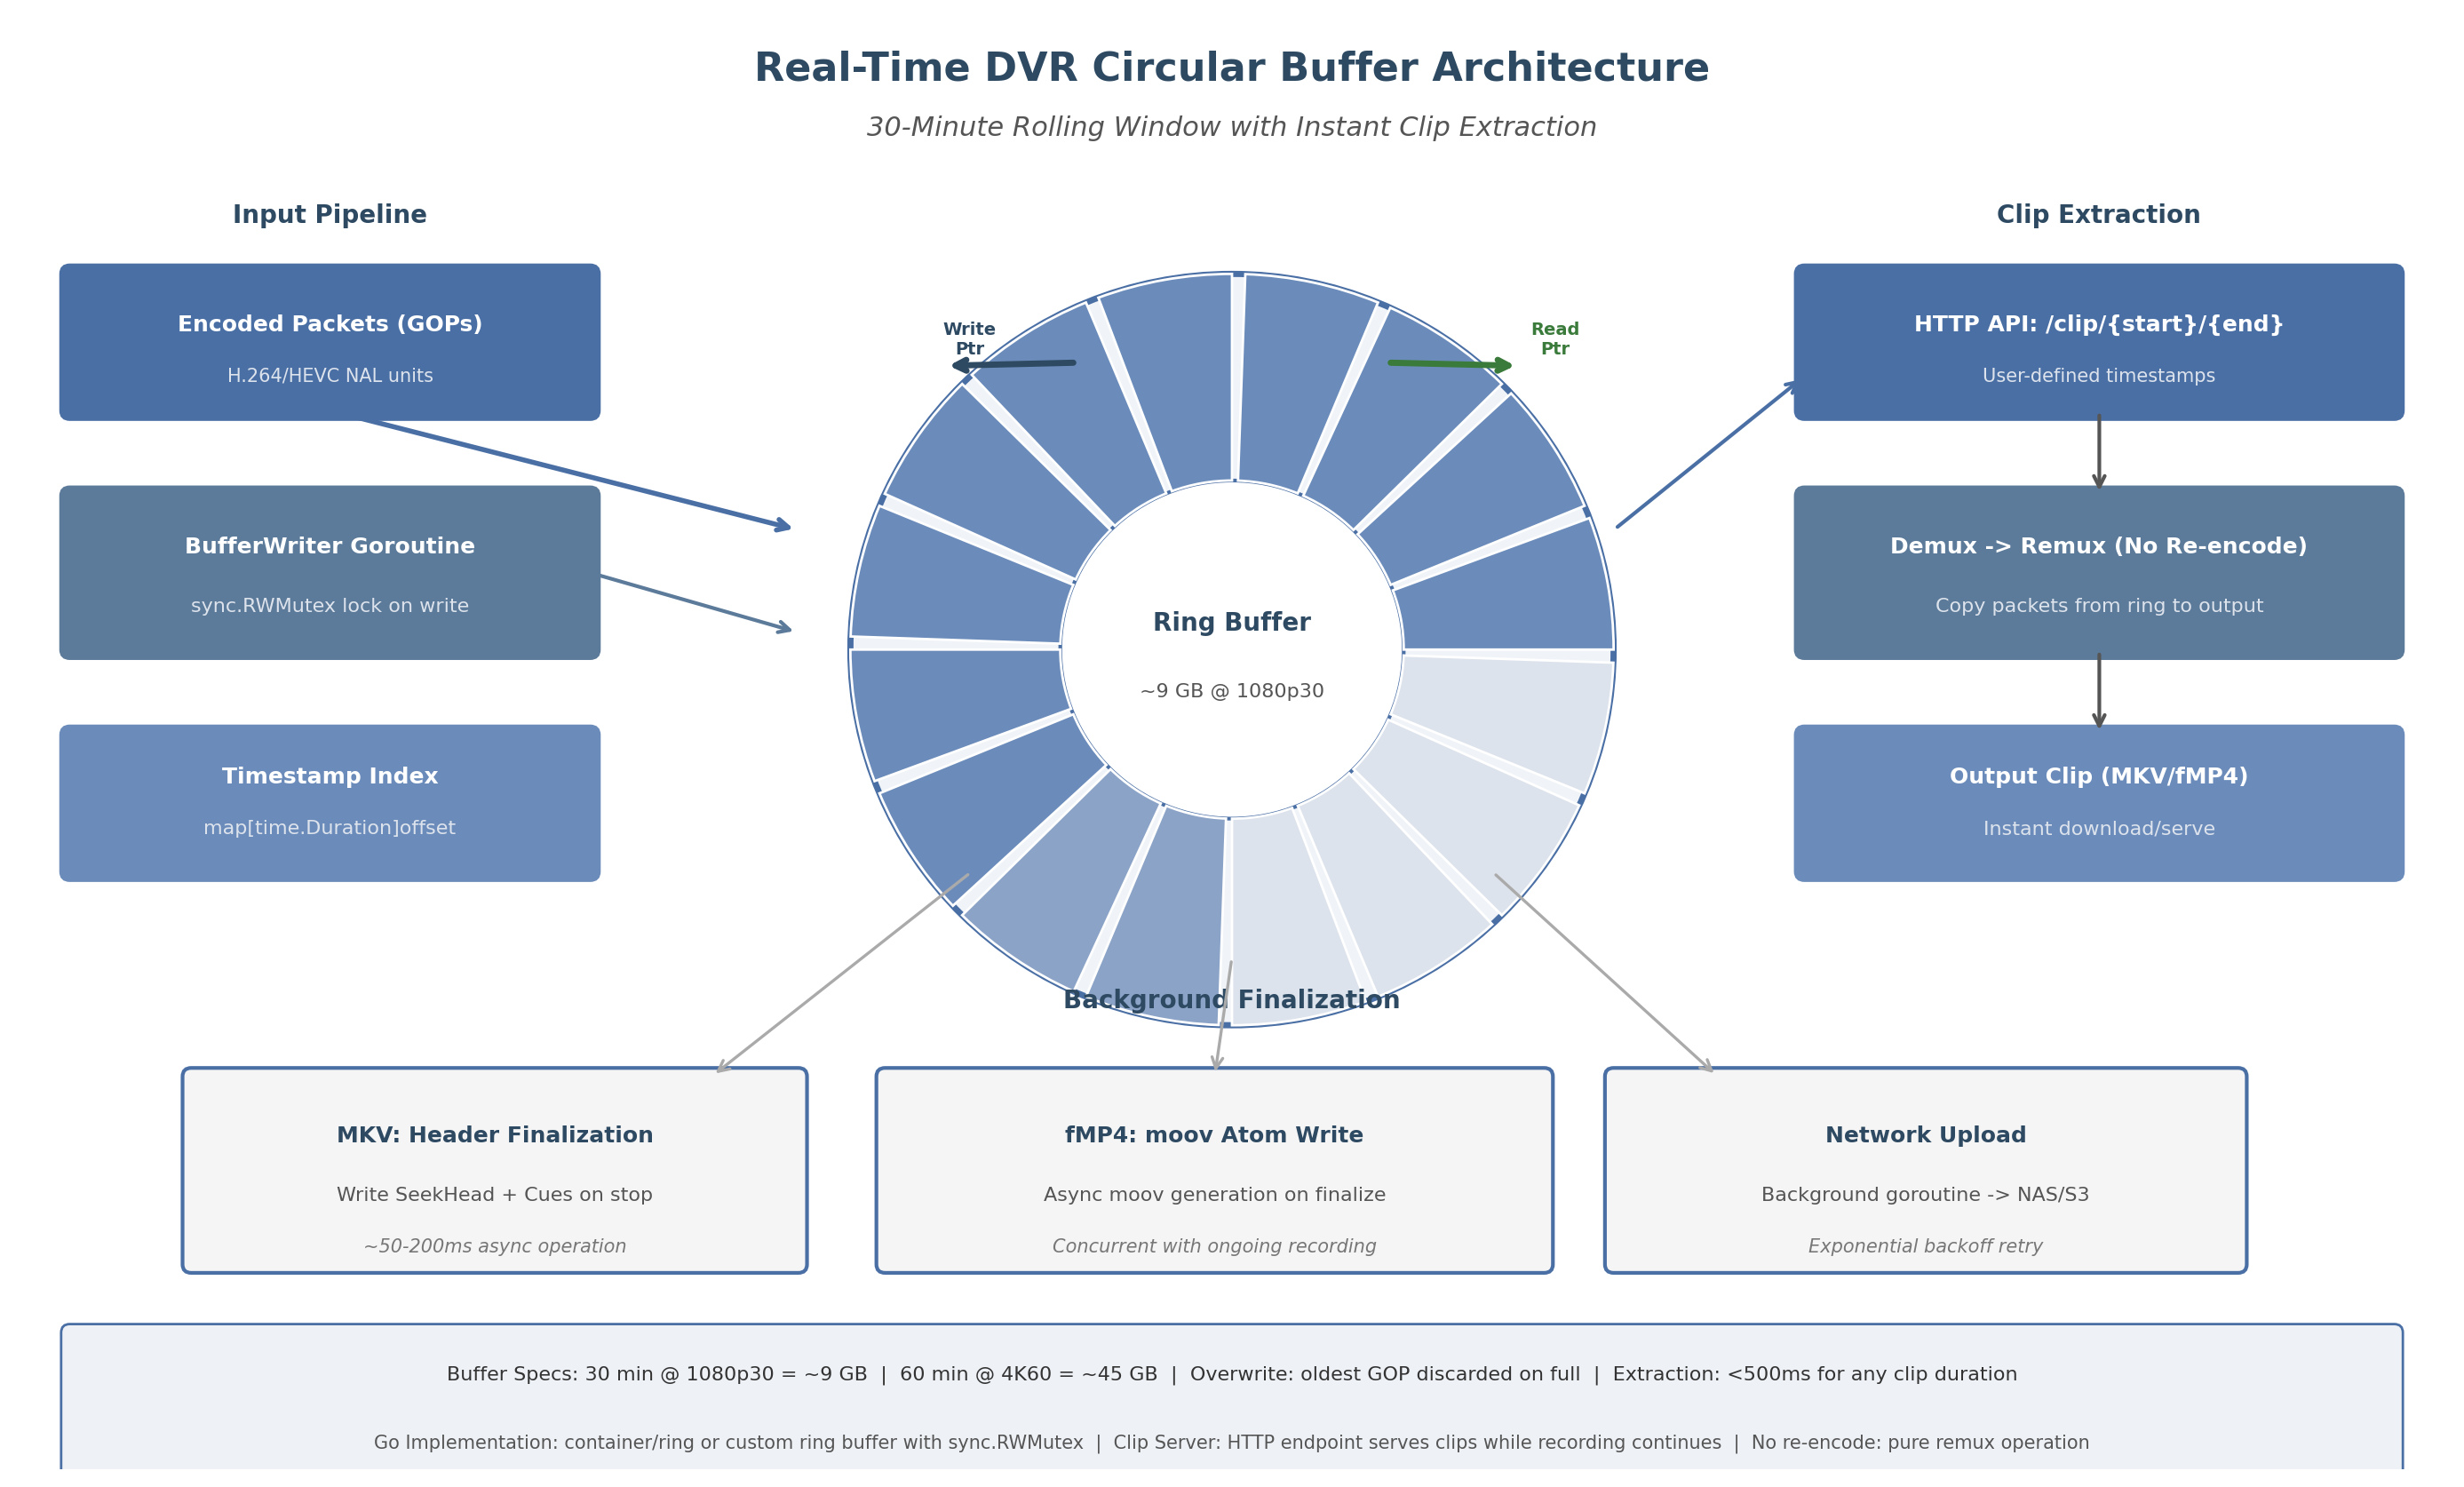 Real-Time DVR Circular Buffer Architecture
30-Minute Rolling Window with Instant Clip Extraction
Input Pipeline
Encoded Packets (GOPs)
H.264/HEVC NAL units
BufferWriter Goroutine
sync.RWMutex lock on write
Timestamp Index
map[time.Duration]offset
Write
Ptr
Read
Ptr
Ring Buffer
~9 GB @ 1080p30
Clip Extraction
HTTP API: /clip/{start}/{end}
User-defined timestamps
Demux -> Remux (No Re-encode)
Copy packets from ring to output
Output Clip (MKV/fMP4)
Instant download/serve
Background Finalization
MKV: Header Finalization
Write SeekHead + Cues on stop
~50-200ms async operation
fMP4: moov Atom Write
Async moov generation on finalize
Concurrent with ongoing recording
Network Upload
Background goroutine -> NAS/S3
Exponential backoff retry
Buffer Specs: 30 min @ 1080p30 = ~9 GB | 60 min @ 4K60 = ~45 GB | Overwrite: oldest GOP discarded on full | Extraction: <500ms for any clip duration
Go Implementation: container/ring or custom ring buffer with sync.RWMutex | Clip Server: HTTP endpoint serves clips while recording continues | No re-encode: pure remux operation